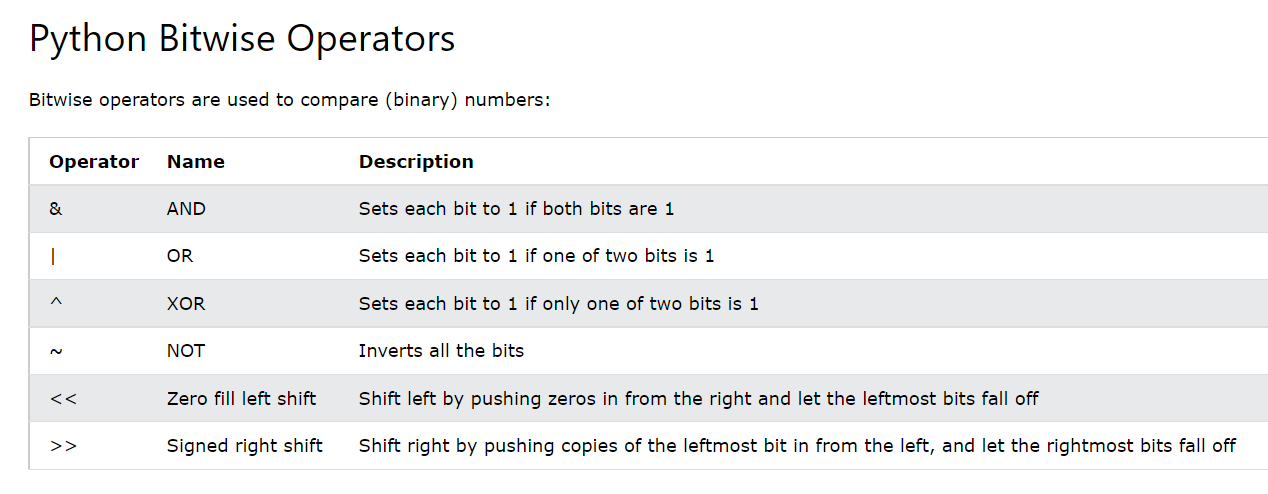 Python Bitwise Operators
Bitwise operators are used to compare (binary) numbers:
Operator Name Description
& AND Sets each bit to 1 if both bits are 1
| OR Sets each bit to 1 if one of two bits is 1
^ XOR Sets each bit to 1 if only one of two bits is 1
~ NOT Inverts all the bits
<< Zero fill left shift Shift left by pushing zeros in from the right and let the leftmost bits fall off
>> Signed right shift Shift right by pushing copies of the leftmost bit in from the left, and let the rightmost bits fall off